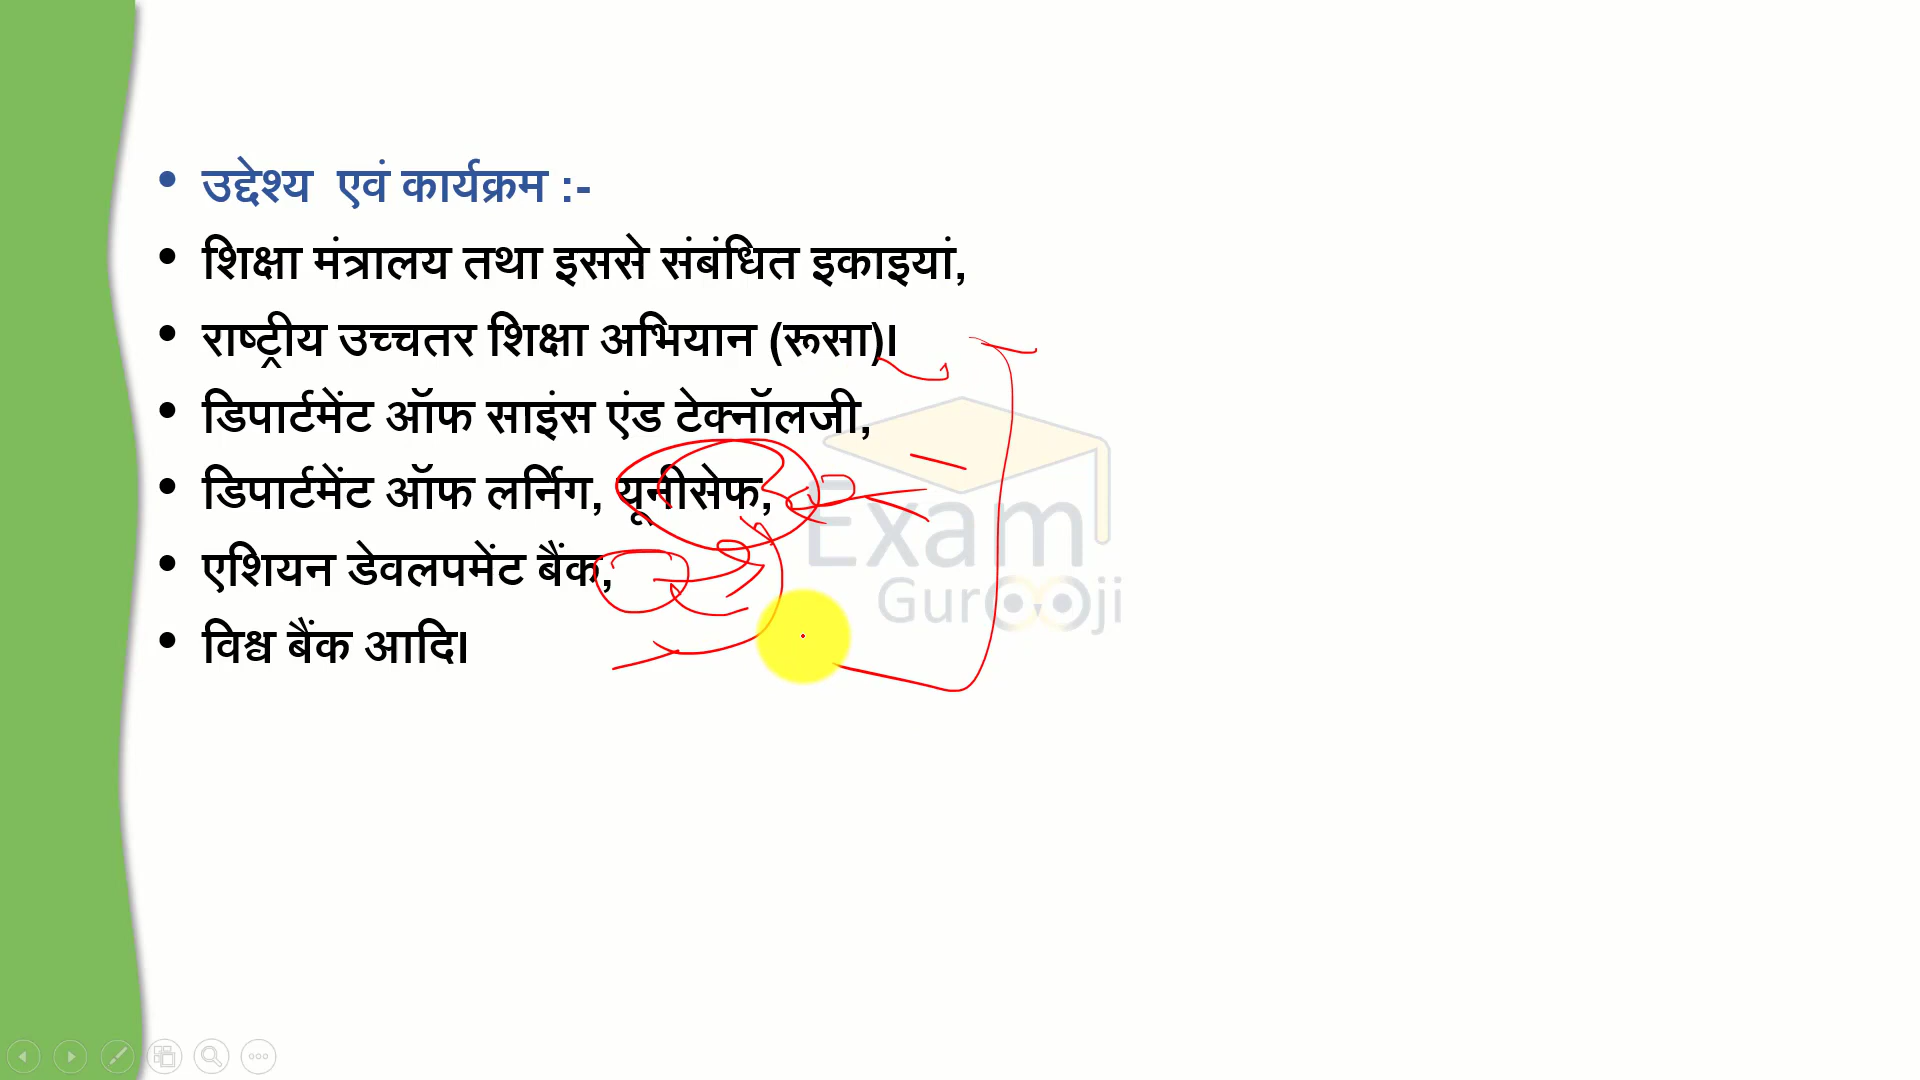 उद्देश्य एवं कार्यक्रम :-
शिक्षा मंत्रालय तथा इससे संबंधित इकाइयां,
राष्ट्रीय उच्चतर शिक्षा अभियान (रूसा)।
डिपार्टमेंट ऑफ साइंस एंड टेक्नॉलजी,
डिपार्टमेंट ऑफ लर्निग, यूनीसेफ,
एशियन डेवलपमेंट बैंक,
विश्व बैंक आदि।
Exam
Gurooji